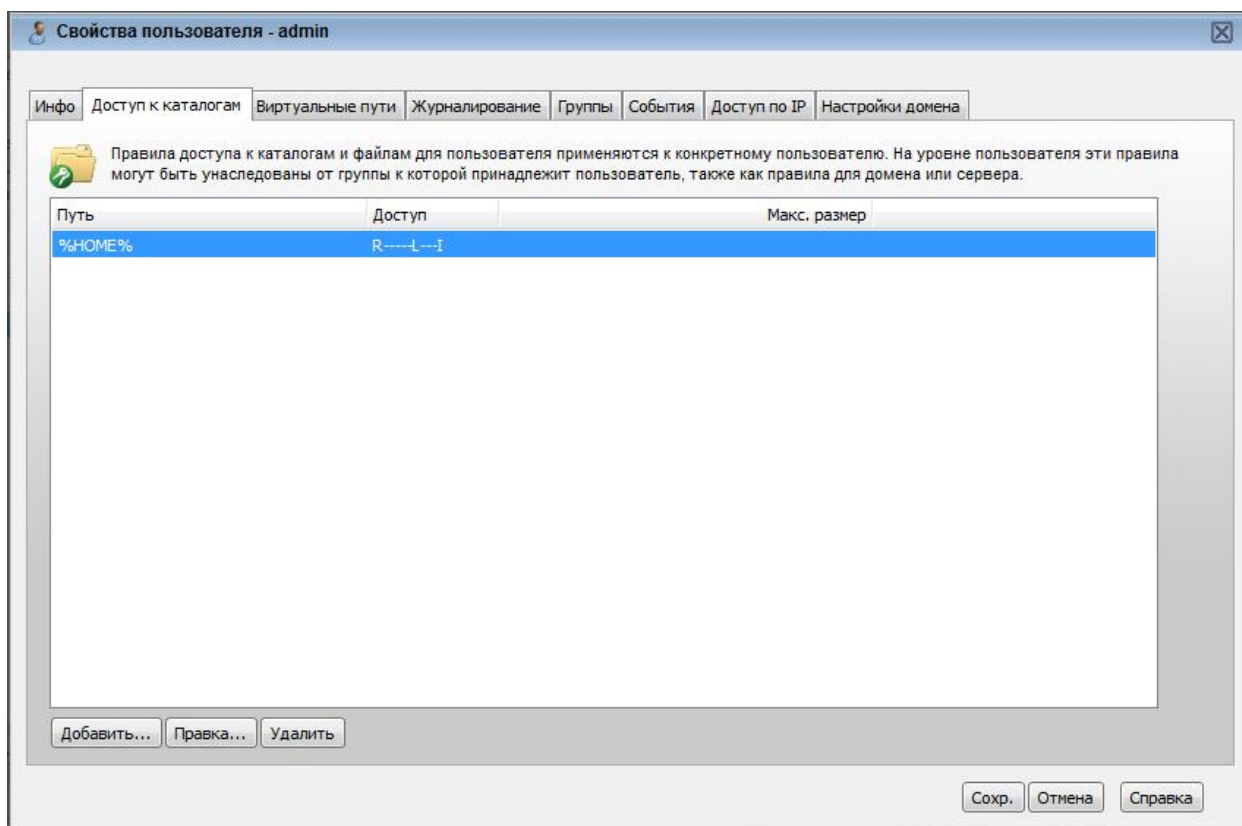 Свойства пользователя - admin
Инфо Доступ к каталогам Виртуальные пути Журналирование Группы События Доступ по IP Настройки домена
Правила доступа к каталогам и файлам для пользователя применяются к конкретному пользователю. На уровне пользователя эти правила
могут быть унаследованы от группы к которой принадлежит пользователь, также как правила для домена или сервера.
Путь Доступ Макс. размер
%HOME% R-----L---I
Добавить... Правка... Удалить
Сохр. Отмена Справка